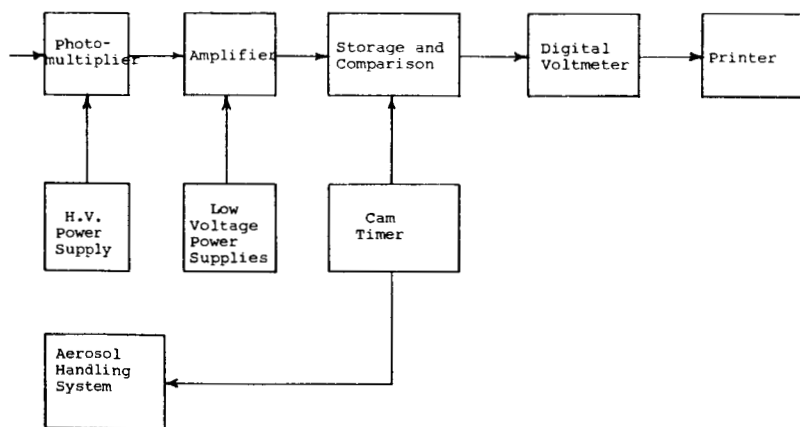 Photo-
multiplier
Amplifier
Storage and
Comparison
Digital
Voltmeter
Printer
H.V.
Power
Supply
Low
Voltage
Power
Supplies
Cam
Timer
Aerosol
Handling
System